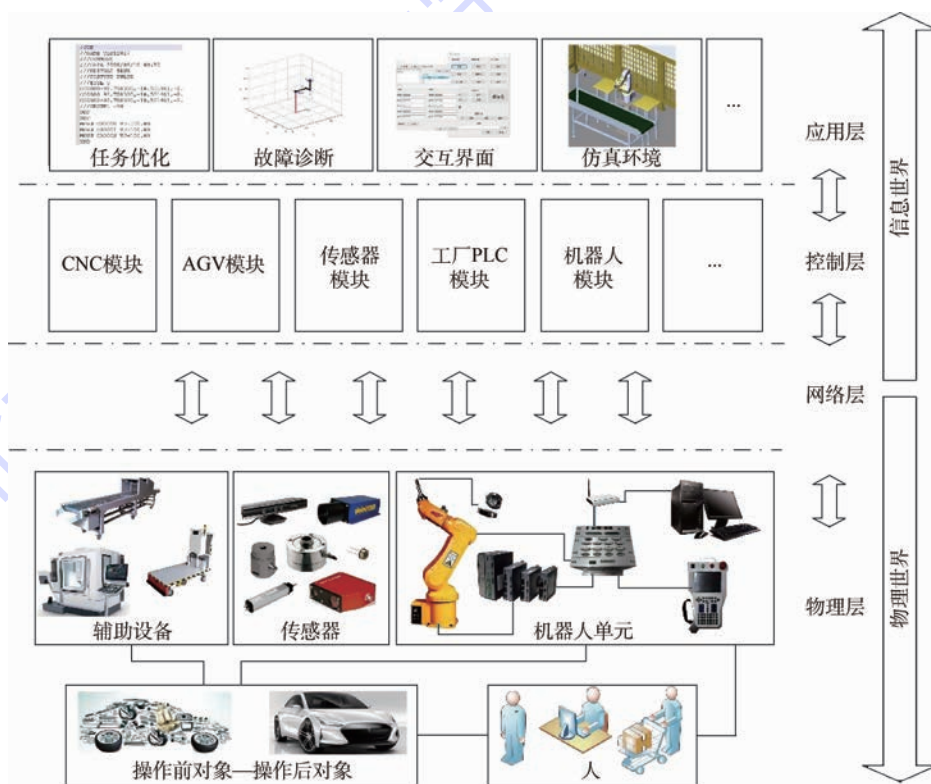 任务优化
故障诊断
交互界面
仿真环境
...
应用层
信息世界
CNC模块
AGV模块
传感器
模块
工厂PLC
模块
机器人
模块
...
控制层
网络层
辅助设备
传感器
机器人单元
物理层
物理世界
操作前对象—操作后对象
人